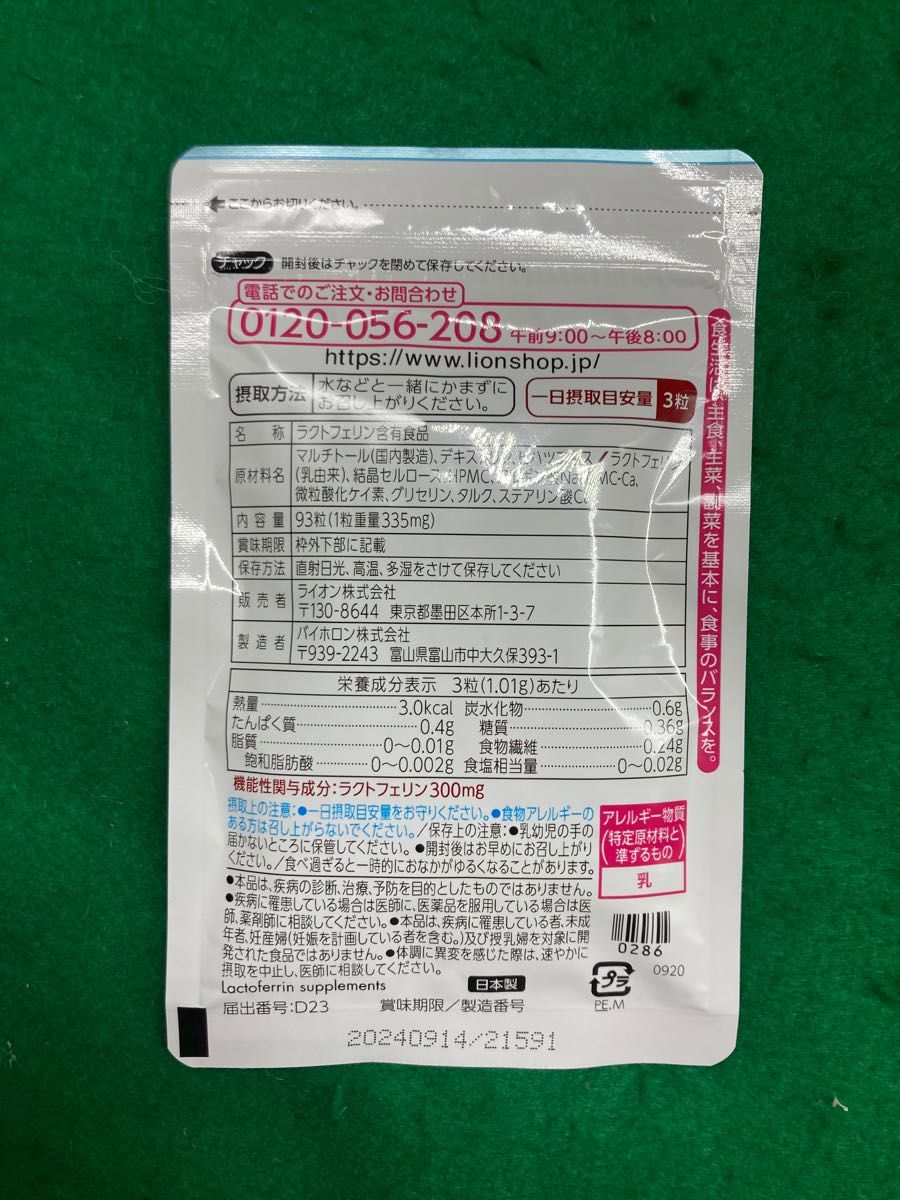 ここからお切りください。
チャック 開封後はチャックを閉めて保存してください。
電話でのご注文・お問合わせ
0120-056-208 午前9:00〜午後8:00
https://www.lionshop.jp/
摂取方法 水などと一緒にかまずに
お召し上がりください。
一日摂取目安量 3粒
食生活は、主食、主菜、副菜を基本に、食事のバランスを。
名称 ラクトフェリン含有食品
原材料名 マルチトール(国内製造)、
(乳由来)、結晶セルロース、HPMC、
微粒酸化ケイ素、グリセリン、タルク、ステアリン酸Ca
内容量 93粒(1粒重量335mg)
賞味期限 枠外下部に記載
保存方法 直射日光、高温、多湿をさけて保存してください
販売者 ライオン株式会社
〒130-8644 東京都墨田区本所1-3-7
製造者 バイホロン株式会社
〒939-2243 富山県富山市中大久保393-1
栄養成分表示 3粒(1.01g)あたり
熱量 3.0kcal 炭水化物 0.6g
たんぱく質 0.4g 糖質 0.36g
脂質 0〜0.01g 食物繊維 0.24g
飽和脂肪酸 0〜0.002g 食塩相当量 0〜0.02g
機能性関与成分:ラクトフェリン300mg
摂取上の注意:●一日摂取目安量をお守りください。●食物アレルギーの
ある方は召し上がらないでください。/保存上の注意:●乳幼児の手の
届かないところに保管してください。●開封後はお早めにお召し上がり
ください。/食べ過ぎると一時的におなかがゆるくなることがあります。
●本品は、疾病の診断、治療、予防を目的としたものではありません。
●疾病に罹患している場合は医師に、医薬品を服用している場合は医
師、薬剤師に相談してください。●本品は、疾病に罹患している者、未成
年者、妊産婦(妊娠を計画している者を含む。)及び授乳婦を対象に開
発された食品ではありません。●体調に異変を感じた際は、速やかに
摂取を中止し、医師に相談してください。
アレルギー物質
(特定原材料と
準ずるもの)
乳
0286
0920
プラ
PE,M
Lactoferrin supplements 日本製
届出番号:D23 賞味期限/製造番号
20240914/21591